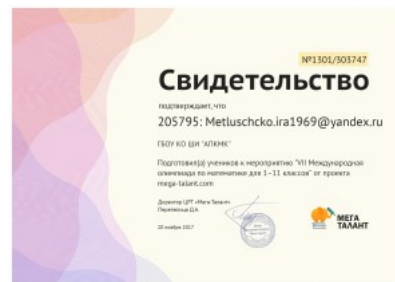 №1301/303747
Свидетельство
подтверждает, что
205795: Metluschcko.ira1969@yandex.ru
ГБОУ КО ШИ "АПКМК"
Подготовил(а) учеников к мероприятию "VII Международная
олимпиада по математике для 1–11 классов" от проекта
mega-talant.com
Директор ЦРТ «Мега-Талант»
Д.А.
20 ноября 2017
МЕГА
ТАЛАНТ